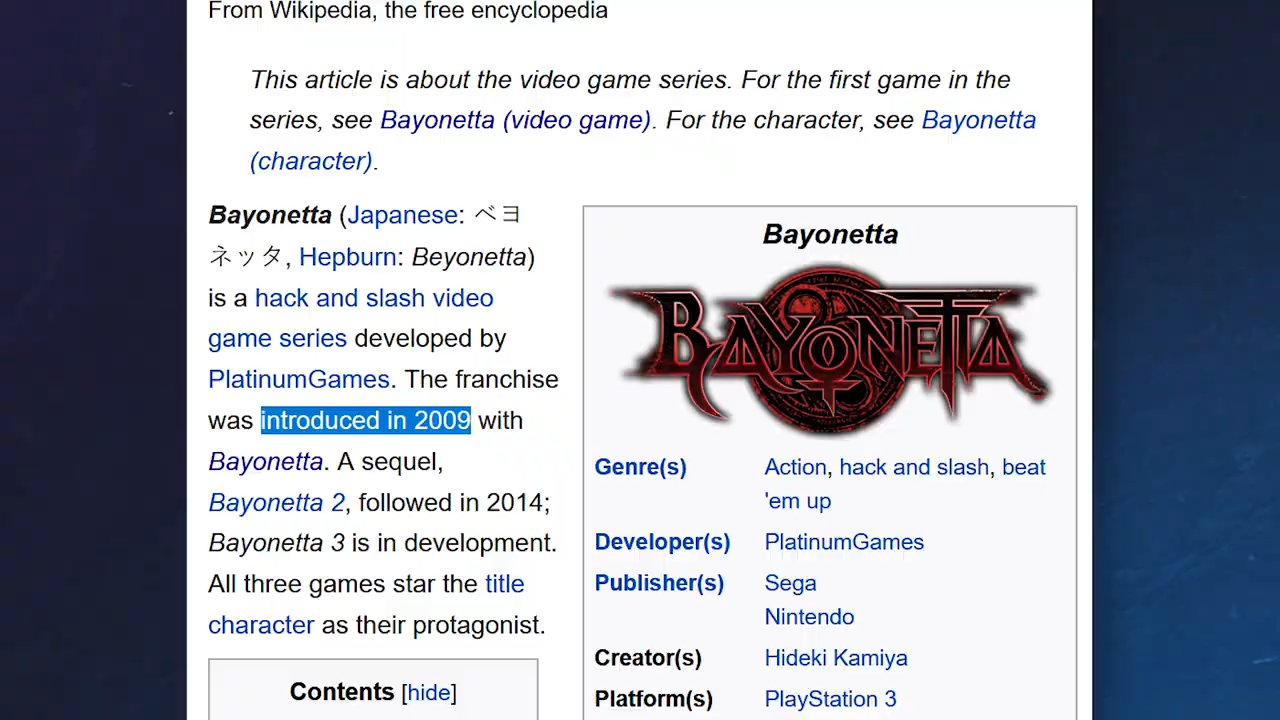 From Wikipedia, the free encyclopedia
This article is about the video game series. For the first game in the
series, see Bayonetta (video game). For the character, see Bayonetta
(character).
Bayonetta (Japanese: ベヨ
ネッタ, Hepburn: Beyonetta)
is a hack and slash video
game series developed by
PlatinumGames. The franchise
was introduced in 2009 with
Bayonetta. A sequel,
Bayonetta 2, followed in 2014;
Bayonetta 3 is in development.
All three games star the title
character as their protagonist.
Contents [hide]
Bayonetta
BAYONETTA
Genre(s) Action, hack and slash, beat
'em up
Developer(s) PlatinumGames
Publisher(s) Sega
Nintendo
Creator(s) Hideki Kamiya
Platform(s) PlayStation 3